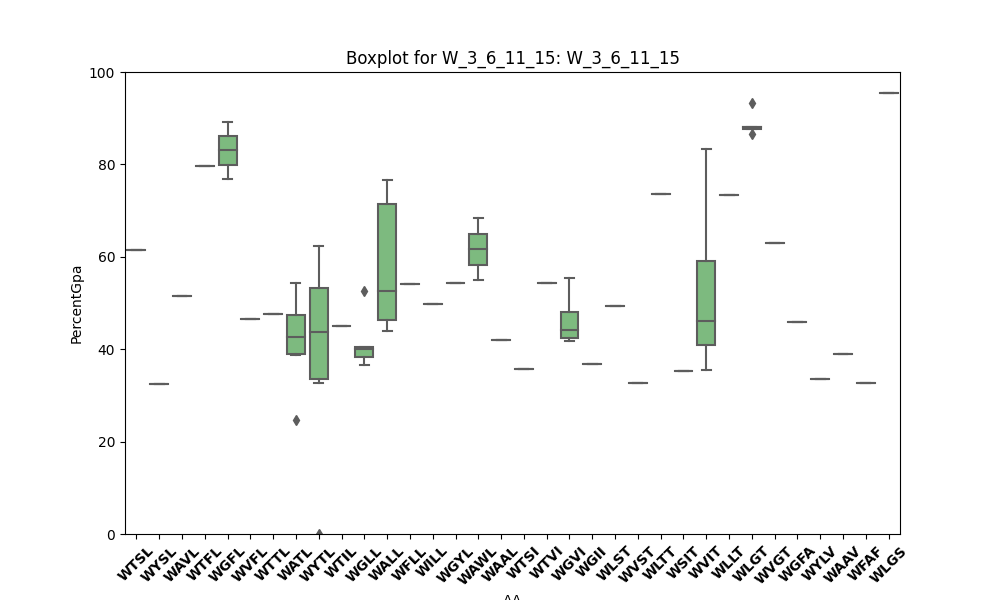 Boxplot for W_3_6_11_15: W_3_6_11_15
PercentGpa
100
80
60
40
20
0
WTSL WYSL WAVL WTFL WGFL WVFL WTTL WATL WYTL WTIL WGLL WALL WFLL WILL WGYL WAWL WAAL WTSI WTVI WGVI WGII WLST WVST WLTT WSIT WVIT WLLT WLGT WVGT WGFA WYLV WAAV WFAF WLGS
AA